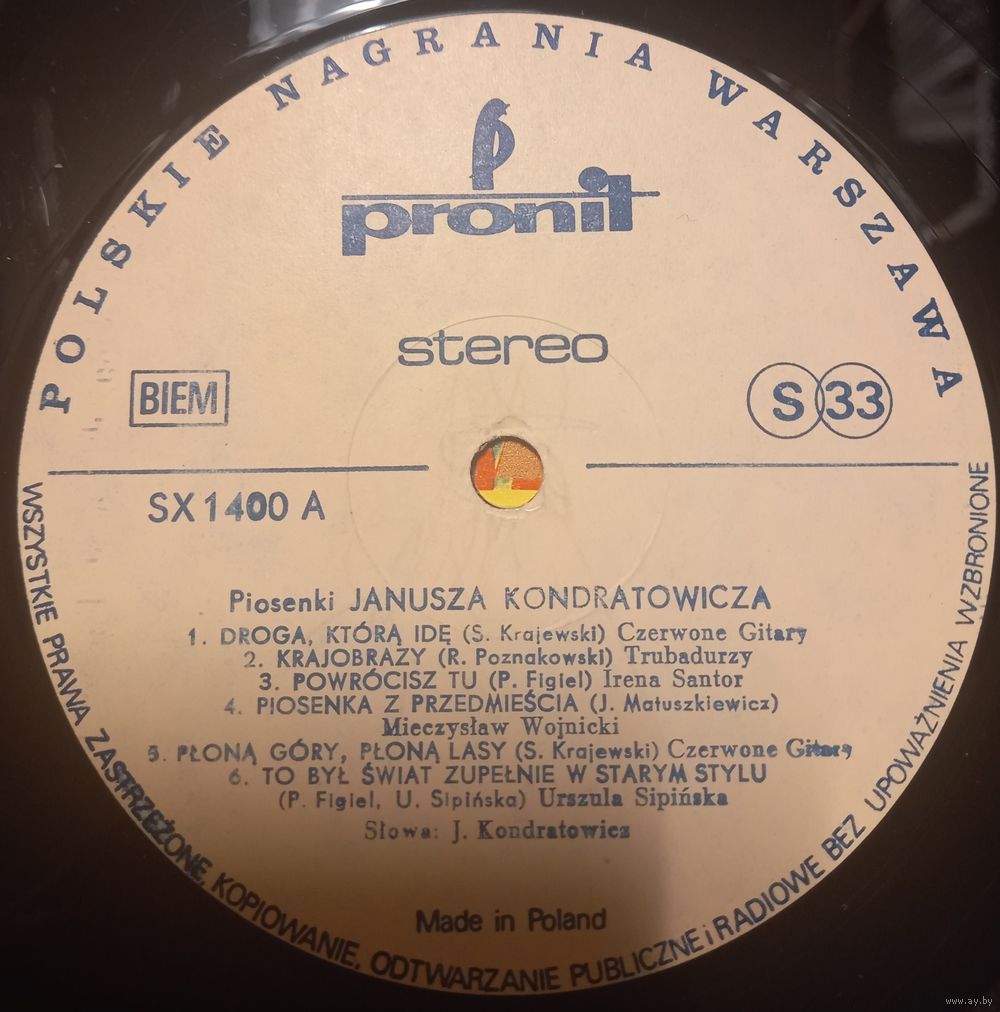 POLSKIE NAGRANIA WARSZAWA
pronit
stereo
BIEM
S 33
SX 1400 A
Piosenki JANUSZA KONDRATOWICZA
1. DROGA, KTÓRĄ IDĘ (S. Krajewski) Czerwone Gitary
2. KRAJOBRAZY (R. Poznakowski) Trubadurzy
3. POWRÓCISZ TU (P. Figiel) Irena Santor
4. PIOSENKA Z PRZEDMIEŚCIA (J. Matuszkiewicz)
Mieczysław Wojnicki
5. PŁONĄ GÓRY, PŁONĄ LASY (S. Krajewski) Czerwone Gitary
6. TO BYŁ ŚWIAT ZUPEŁNIE W STARYM STYLU
(P. Figiel, U. Sipińska) Urszula Sipińska
Słowa: J. Kondratowicz
Made in Poland
WSZYSTKIE PRAWA ZASTRZEŻONE, KOPIOWANIE, ODTWARZANIE PUBLICZNE i RADIOWE BEZ UPOWAŻNIENIA WZBRONIONE
www.ay.by